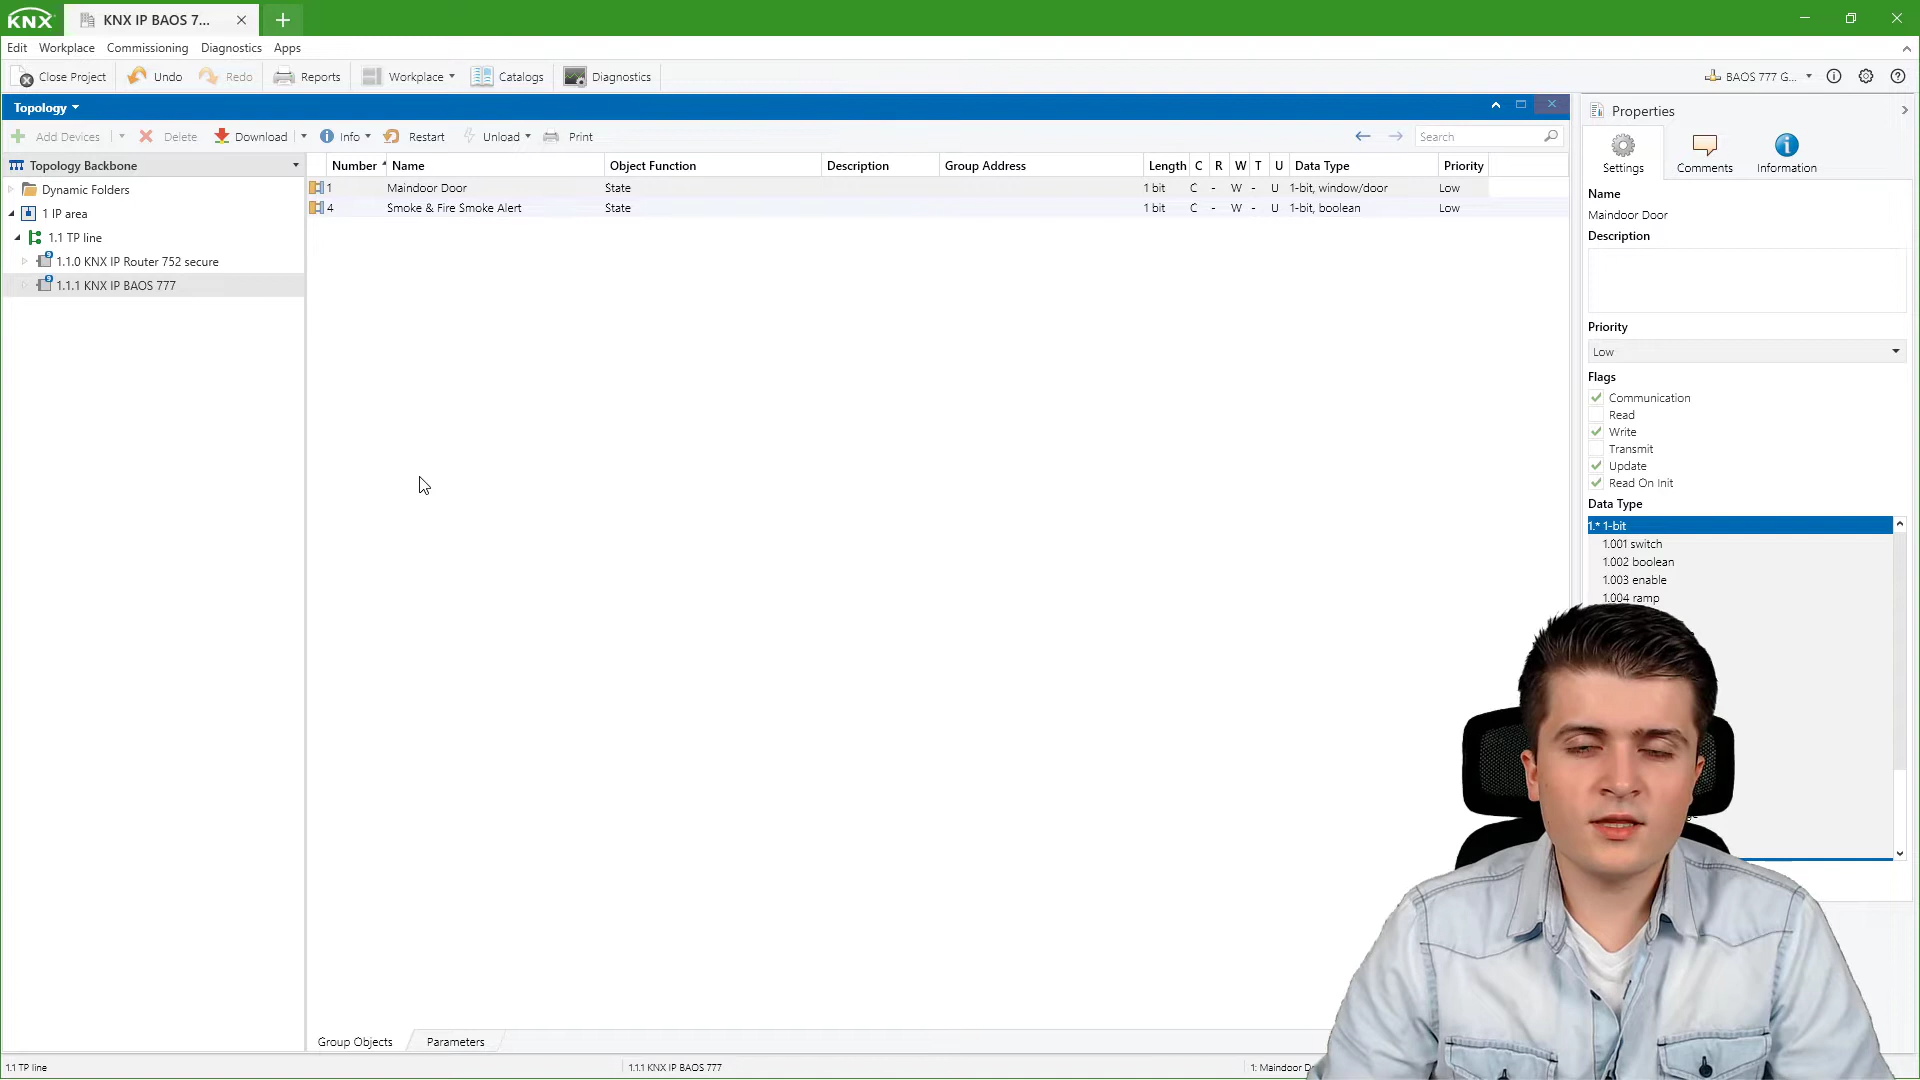 KNX KNX IP BAOS 7...
Edit Workplace Commissioning Diagnostics Apps
Close Project Undo Redo Reports Workplace Catalogs Diagnostics BAOS 777 G...
Topology
Add Devices Delete Download Info Restart Unload Print Search
Topology Backbone
Dynamic Folders
1 IP area
1.1 TP line
1.1.0 KNX IP Router 752 secure
1.1.1 KNX IP BAOS 777
Number Name Object Function Description Group Address Length C R W T U Data Type Priority
1 Maindoor Door State 1 bit C - W - U 1-bit, window/door Low
4 Smoke & Fire Smoke Alert State 1 bit C - W - U 1-bit, boolean Low
Group Objects Parameters
Properties
Settings Comments Information
Name
Maindoor Door
Description
Priority
Low
Flags
Communication
Read
Write
Transmit
Update
Read On Init
Data Type
1.* 1-bit
1.001 switch
1.002 boolean
1.003 enable
1.004 ramp
1.1 TP line 1.1.1 KNX IP BAOS 777 1: Maindoor